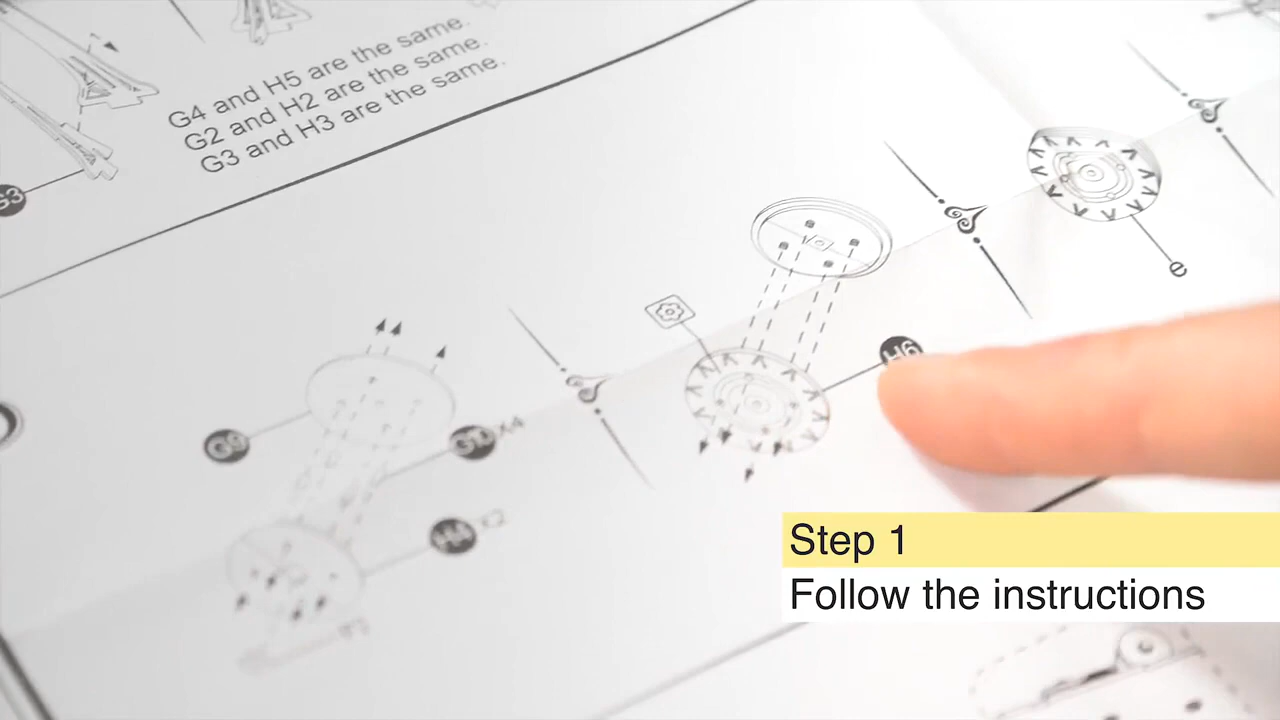 G4 and H5 are the same.
G2 and H2 are the same.
G3 and H3 are the same.
G3
e
H6
G9
G10 X4
H4 X2
Step 1
Follow the instructions